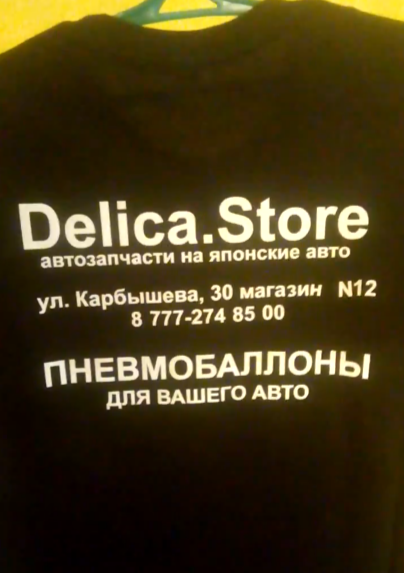 Delica.Store
автозапчасти на японские авто
ул. Карбышева, 30 магазин N12
8 777-274 85 00
ПНЕВМОБАЛЛОНЫ
ДЛЯ ВАШЕГО АВТО